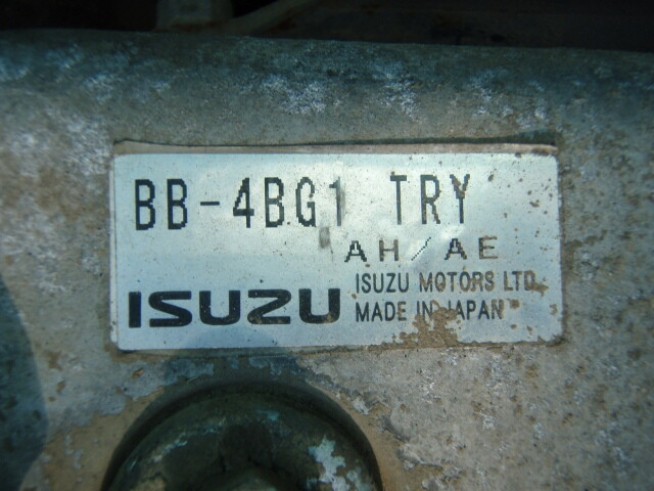 BB-4BG1 TRY
AH/AE
ISUZU ISUZU MOTORS LTD.
MADE IN JAPAN